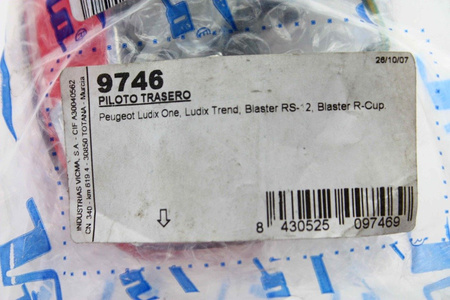 26/10/07
9746
PILOTO TRASERO
Peugeot Ludix One, Ludix Trend, Blaster RS-12, Blaster R-Cup.
INDUSTRIAS VICMA, S.A. - CIF A30040562
CN. 340 - km 619.4 - 30850 TOTANA - Murcia
8 430525 097469